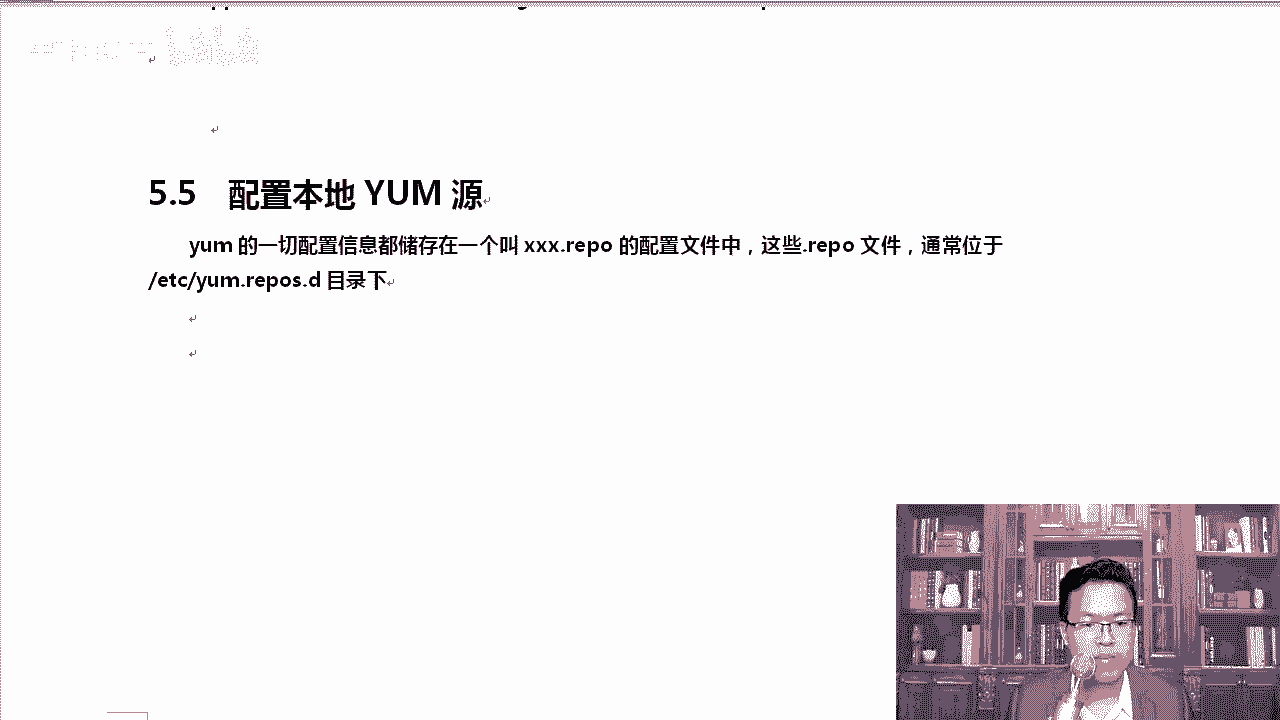 5.5 配置本地 YUM 源
yum 的一切配置信息都储存在一个叫 xxx.repo 的配置文件中，这些.repo 文件，通常位于
/etc/yum.repos.d 目录下